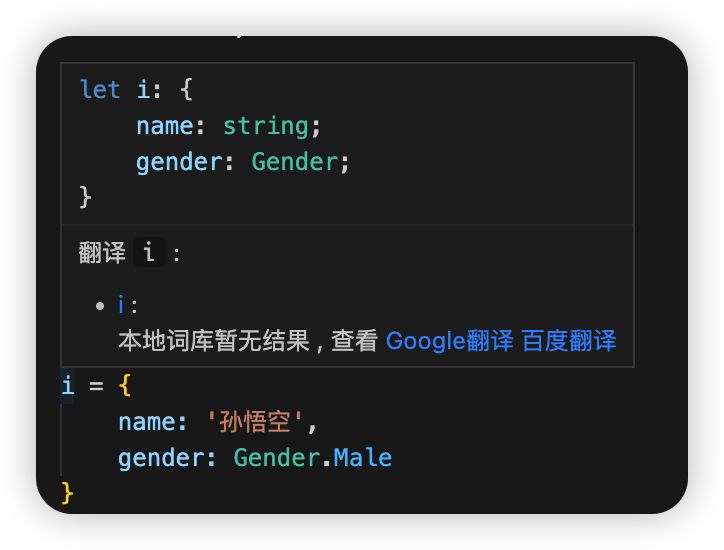 let i: {
    name: string;
    gender: Gender;
}
翻译 i :
• i :
本地词库暂无结果 , 查看 Google翻译 百度翻译
i = {
    name: '孙悟空',
    gender: Gender.Male
}